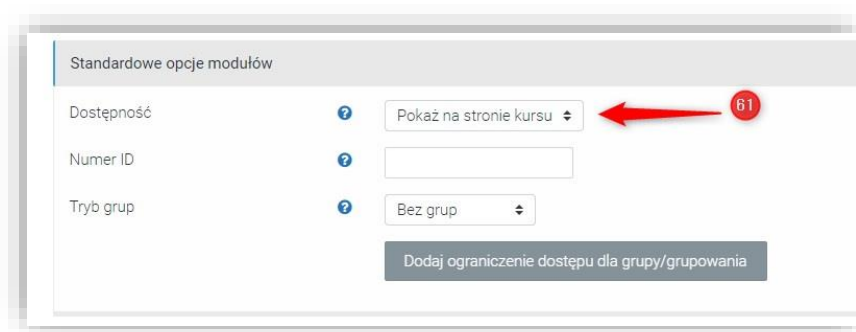 Standardowe opcje modułów
Dostępność
Pokaż na stronie kursu
61
Numer ID
Tryb grup
Bez grup
Dodaj ograniczenie dostępu dla grupy/grupowania